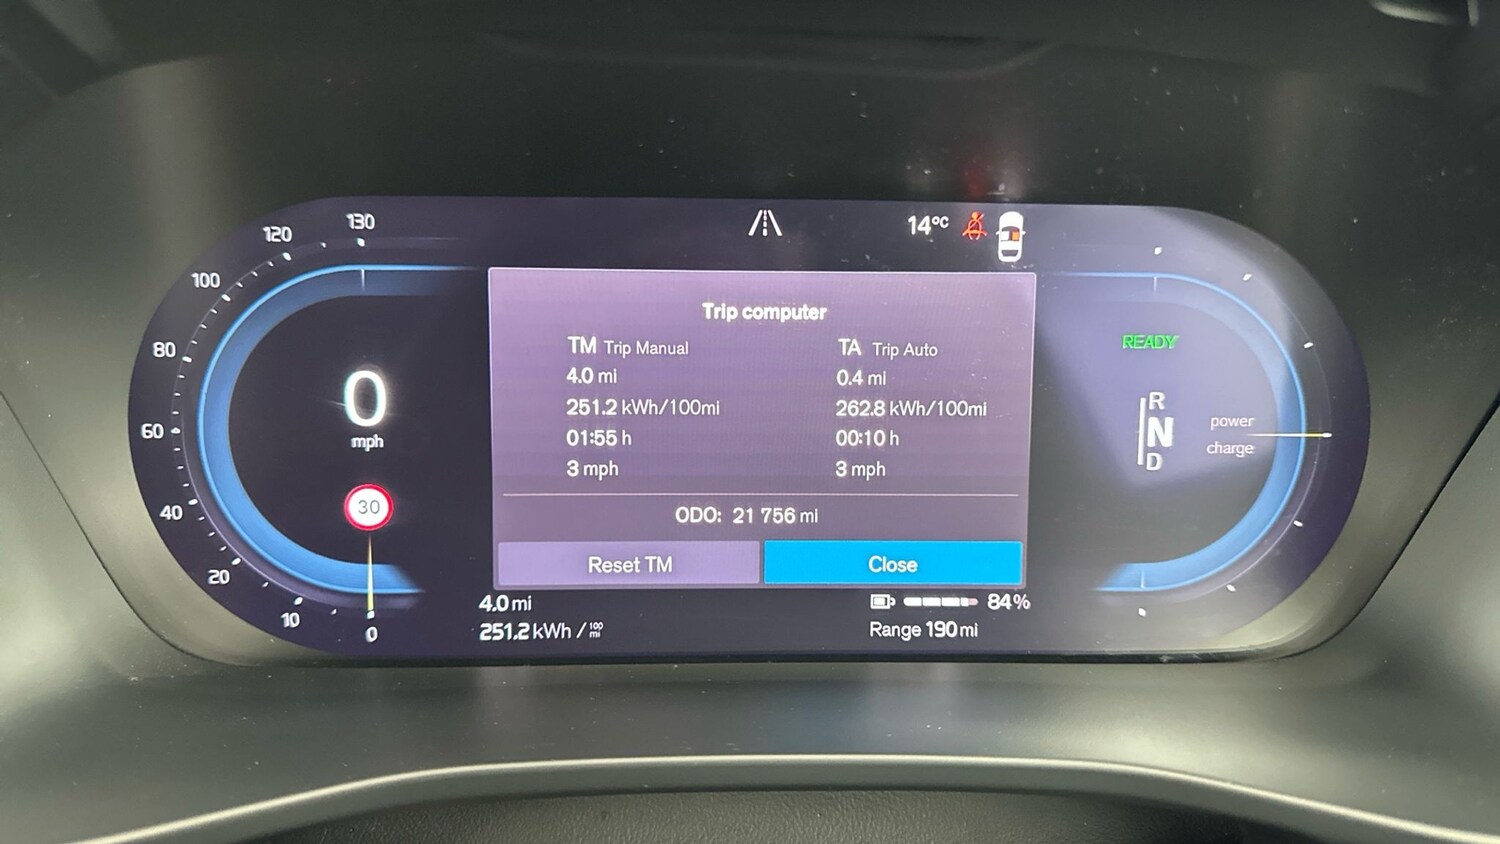 130
120
100
80
60
40
20
10
0
0
mph
30
14°C
Trip computer
TM Trip Manual
4.0 mi
251.2 kWh/100mi
01:55 h
3 mph
TA Trip Auto
0.4 mi
262.8 kWh/100mi
00:10 h
3 mph
ODO: 21 756 mi
Reset TM
Close
4.0 mi
251.2 kWh / 100 mi
84%
Range 190 mi
READY
R
N
D
power
charge